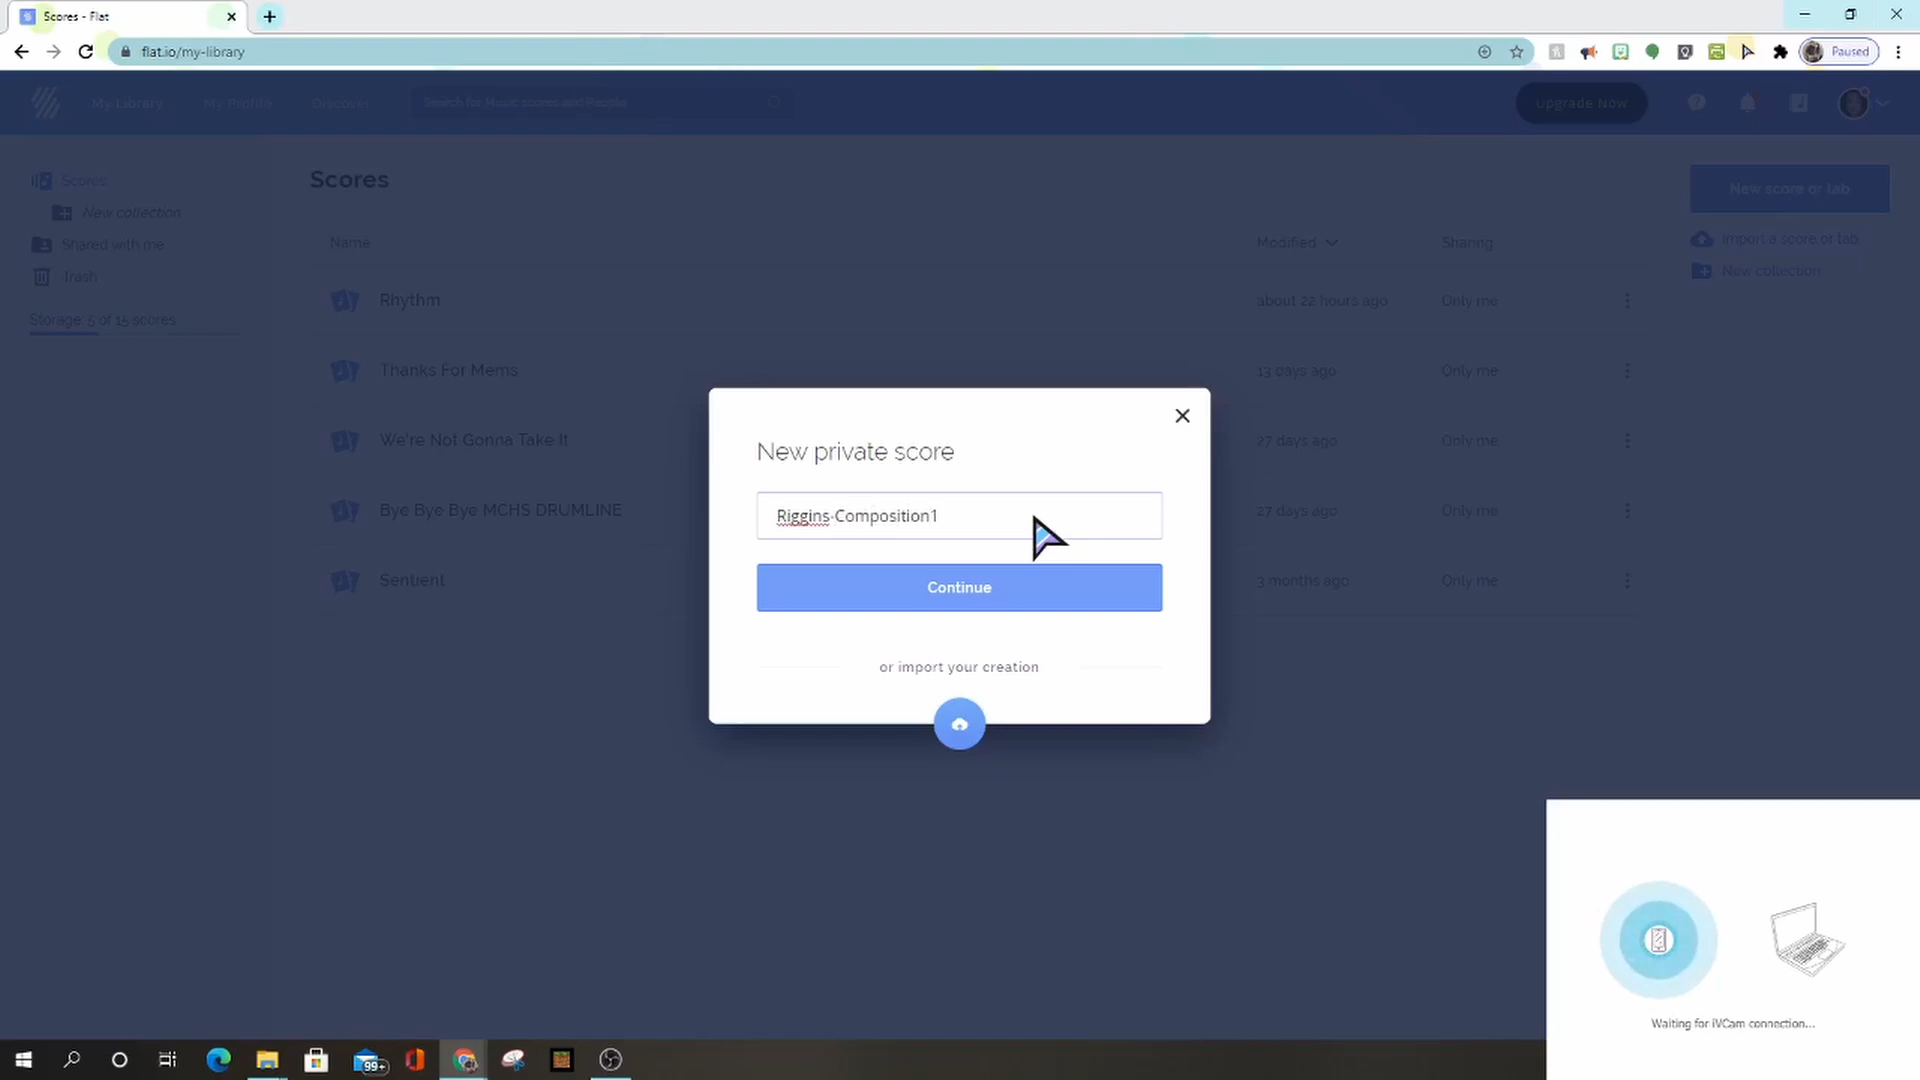 Scores - Flat
flat.io/my-library
Paused
My Library
My Profile
Discover
Search for Music scores and People
Upgrade Now
Scores
New collection
Shared with me
Trash
Storage: 5 of 15 scores
Scores
Name
Modified
Sharing
Rhythm
about 22 hours ago
Only me
Thanks For Mems
13 days ago
Only me
We're Not Gonna Take It
27 days ago
Only me
Bye Bye Bye MCHS DRUMLINE
27 days ago
Only me
Sentient
3 months ago
Only me
New score or tab
Import a score or tab
New collection
New private score
Riggins-Composition1
Continue
or import your creation
Waiting for iVCam connection...
99+